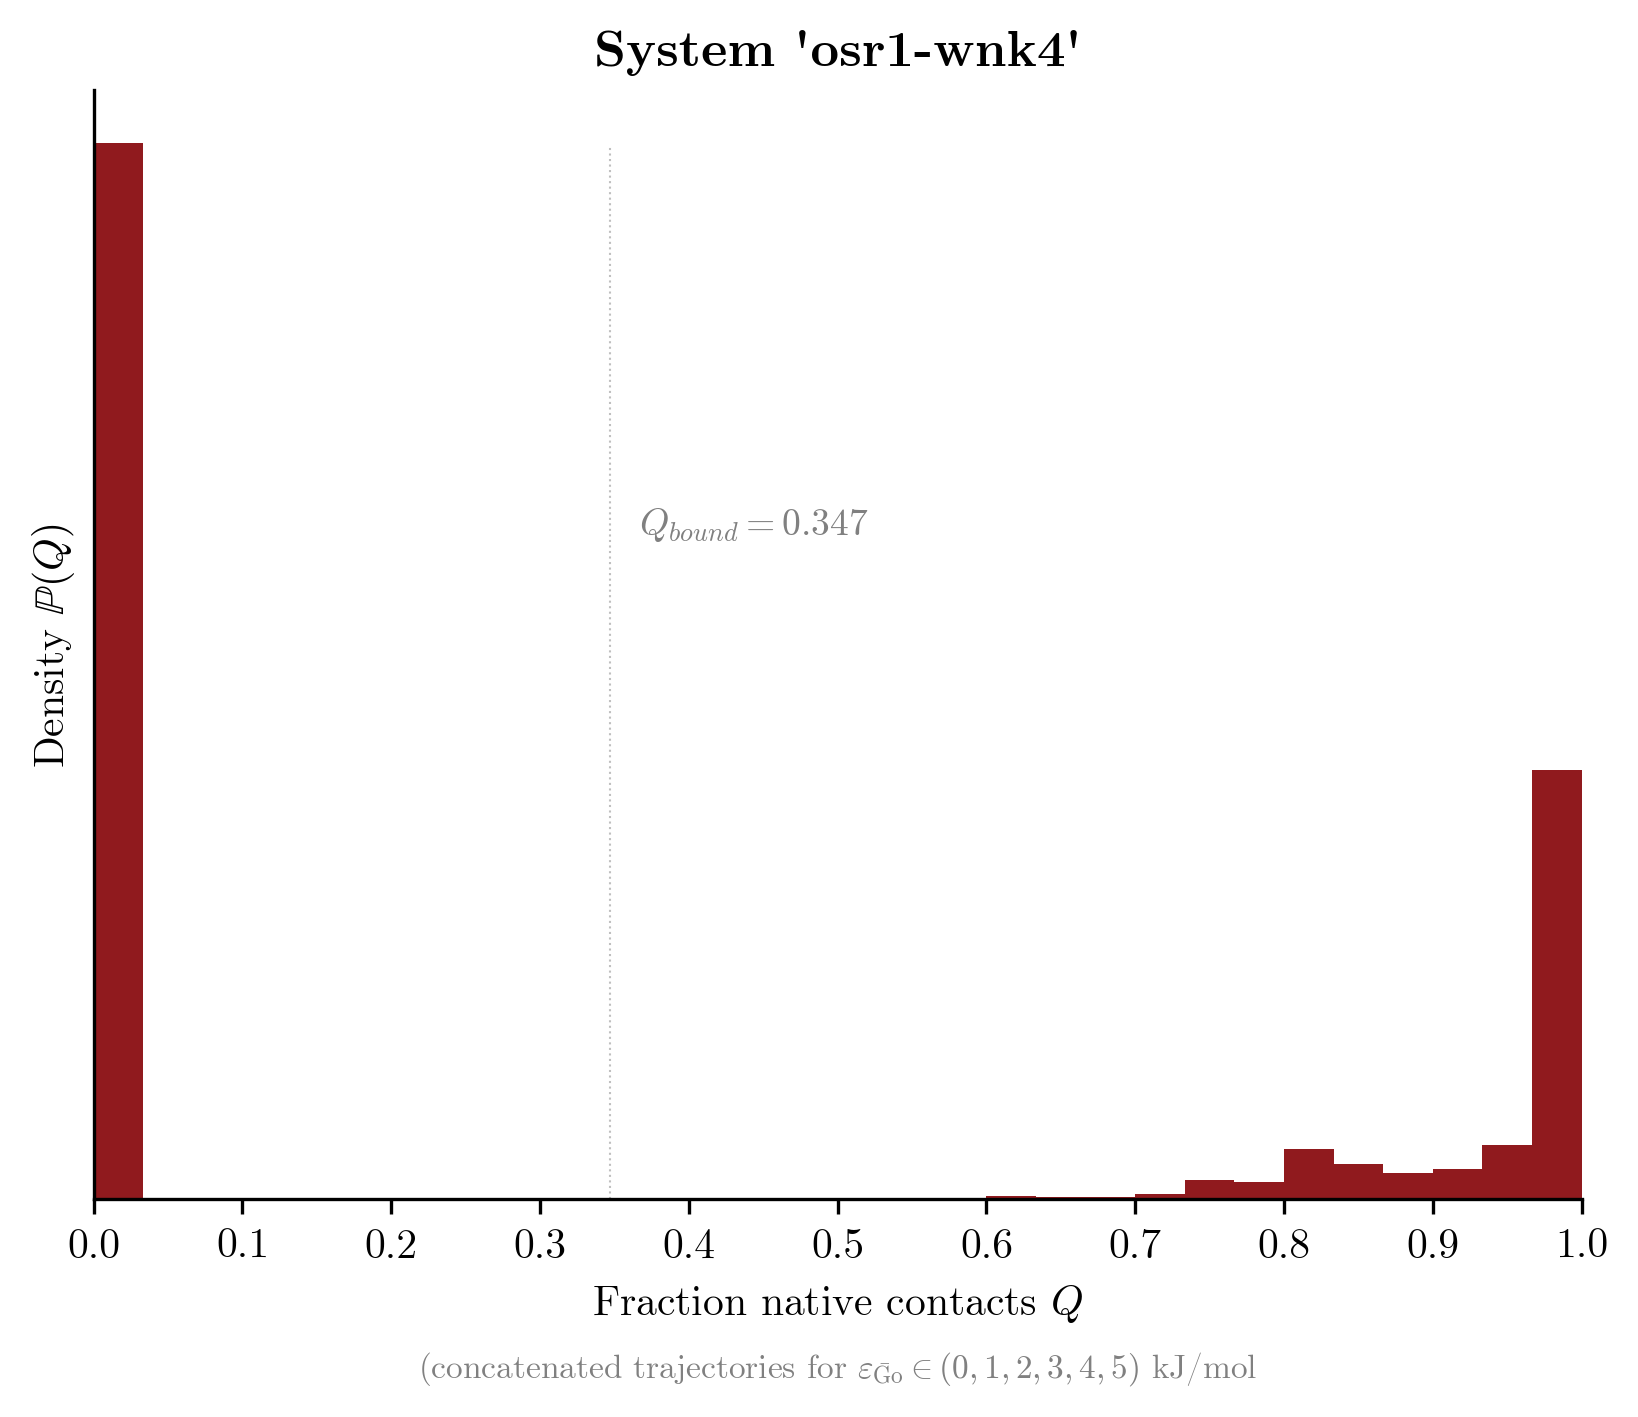 System 'osr1-wnk4'
Density ℙ(Q)
Q_bound = 0.347
0.0 0.1 0.2 0.3 0.4 0.5 0.6 0.7 0.8 0.9 1.0
Fraction native contacts Q
(concatenated trajectories for ε_Ḡo ∈ (0, 1, 2, 3, 4, 5) kJ/mol